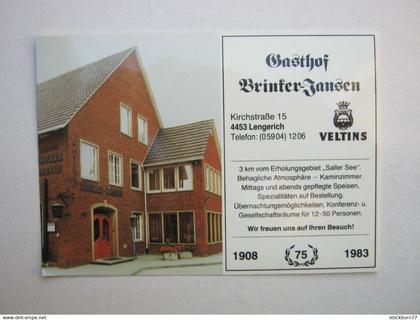 Gasthof
Brinker-Jansen
Kirchstraße 15
4453 Lengerich
Telefon: (05904) 1206
VELTINS
3 km vom Erholungsgebiet „Saller See".
Behagliche Atmosphäre – Kaminzimmer.
Mittags und abends gepflegte Speisen,
Spezialitäten auf Bestellung.
Übernachtungsmöglichkeiten, Konferenz- u.
Gesellschaftsräume für 12-50 Personen.
Wir freuen uns auf Ihren Besuch!
1908 75 1983
stockburn77